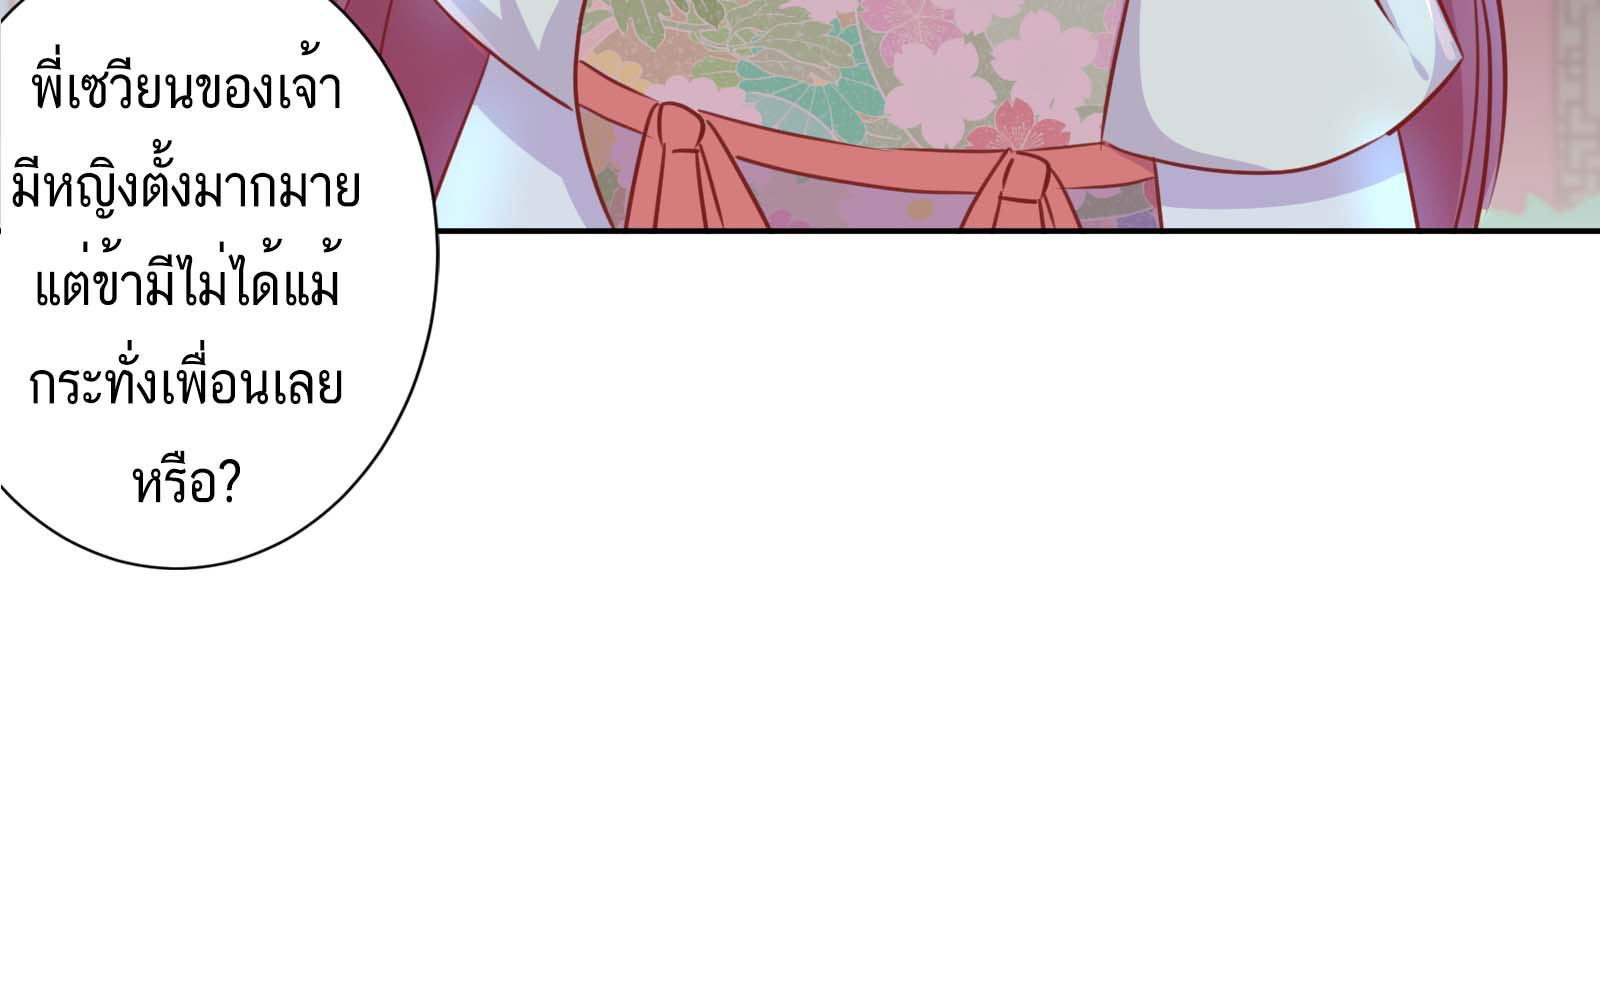 พี่เซวียนของเจ้า
มีหญิงตั้งมากมาย
แต่ข้ามีไม่ได้แม้
กระทั่งเพื่อนเลย
หรือ?